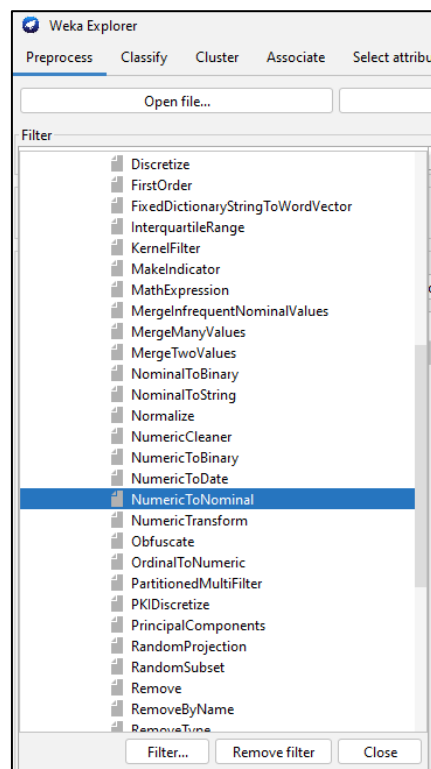 Weka Explorer
Preprocess Classify Cluster Associate Select attribu
Open file...
Filter
Discretize
FirstOrder
FixedDictionaryStringToWordVector
InterquartileRange
KernelFilter
MakeIndicator
MathExpression
MergeInfrequentNominalValues
MergeManyValues
MergeTwoValues
NominalToBinary
NominalToString
Normalize
NumericCleaner
NumericToBinary
NumericToDate
NumericToNominal
NumericTransform
Obfuscate
OrdinalToNumeric
PartitionedMultiFilter
PKIDiscretize
PrincipalComponents
RandomProjection
RandomSubset
Remove
RemoveByName
RemoveType
Filter... Remove filter Close